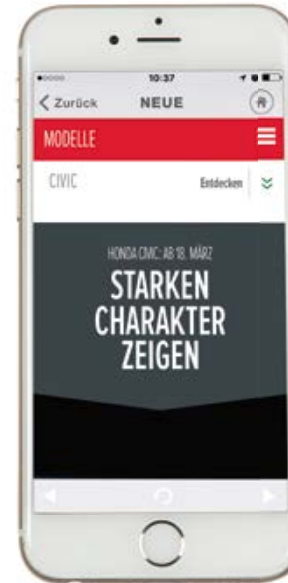 10:37
Zurück NEUE
MODELLE
CIVIC Entdecken
HONDA CIVIC: AB 18. MÄRZ
STARKEN
CHARAKTER
ZEIGEN